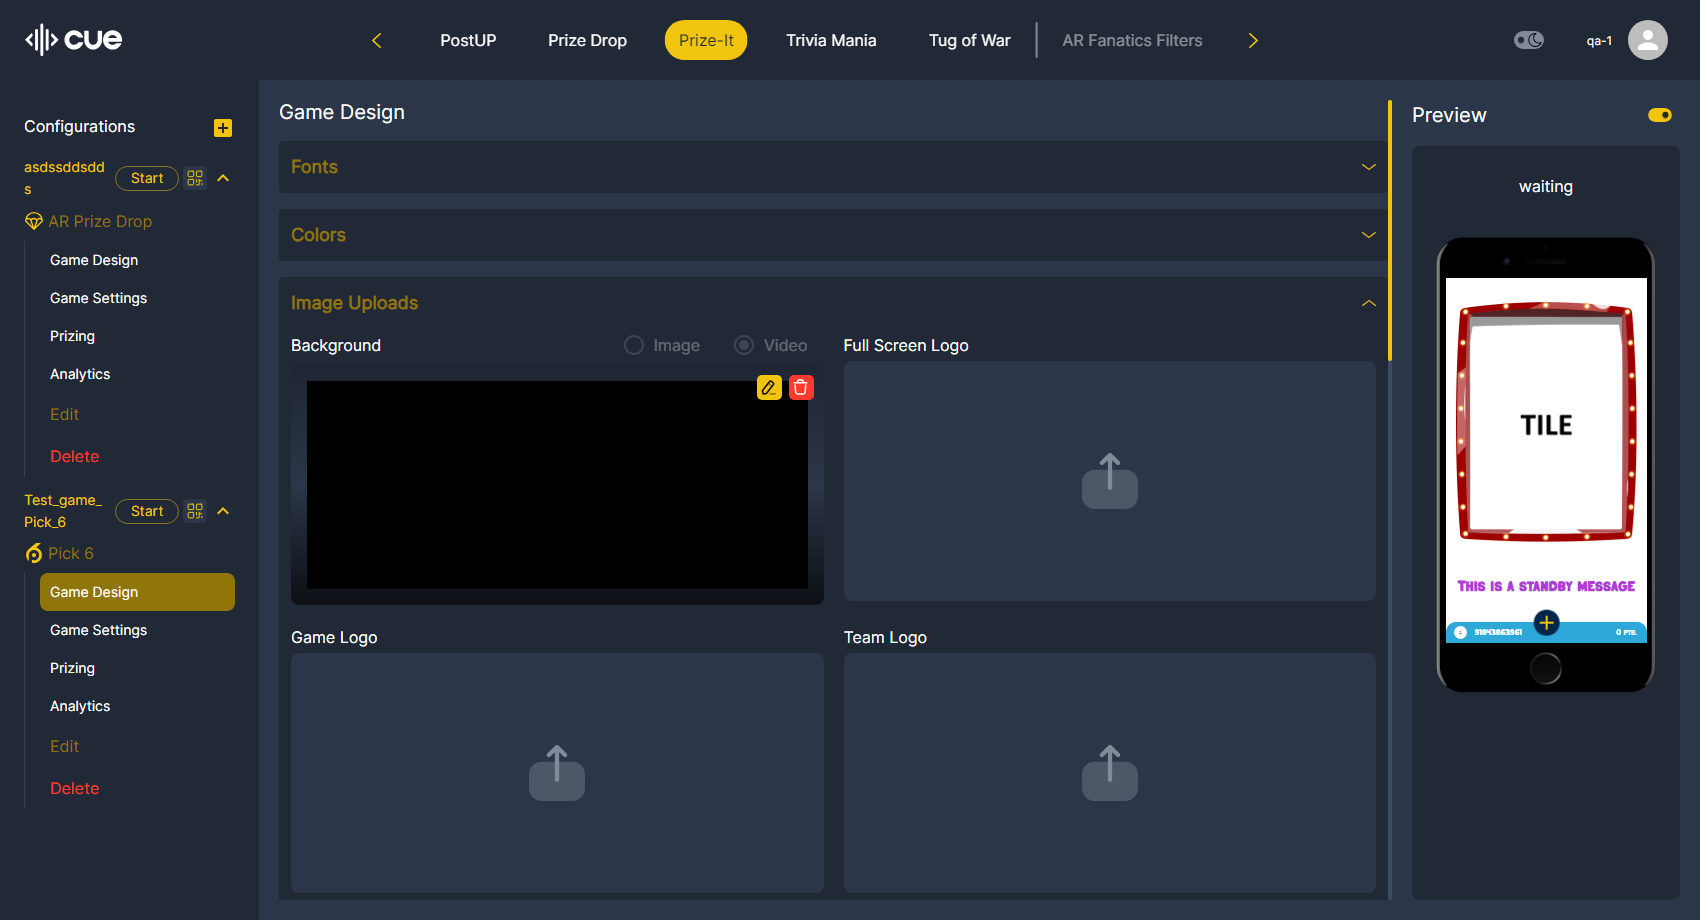 cue
PostUP
Prize Drop
Prize-It
Trivia Mania
Tug of War
AR Fanatics Filters
qa-1
Configurations
asdssddsdd
s
Start
AR Prize Drop
Game Design
Game Settings
Prizing
Analytics
Edit
Delete
Test_game_
Pick_6
Start
Pick 6
Game Design
Game Settings
Prizing
Analytics
Edit
Delete
Game Design
Fonts
Colors
Image Uploads
Background
Image
Video
Full Screen Logo
Game Logo
Team Logo
Preview
waiting
TILE
This is a standby message
91843863961
0 PTS.